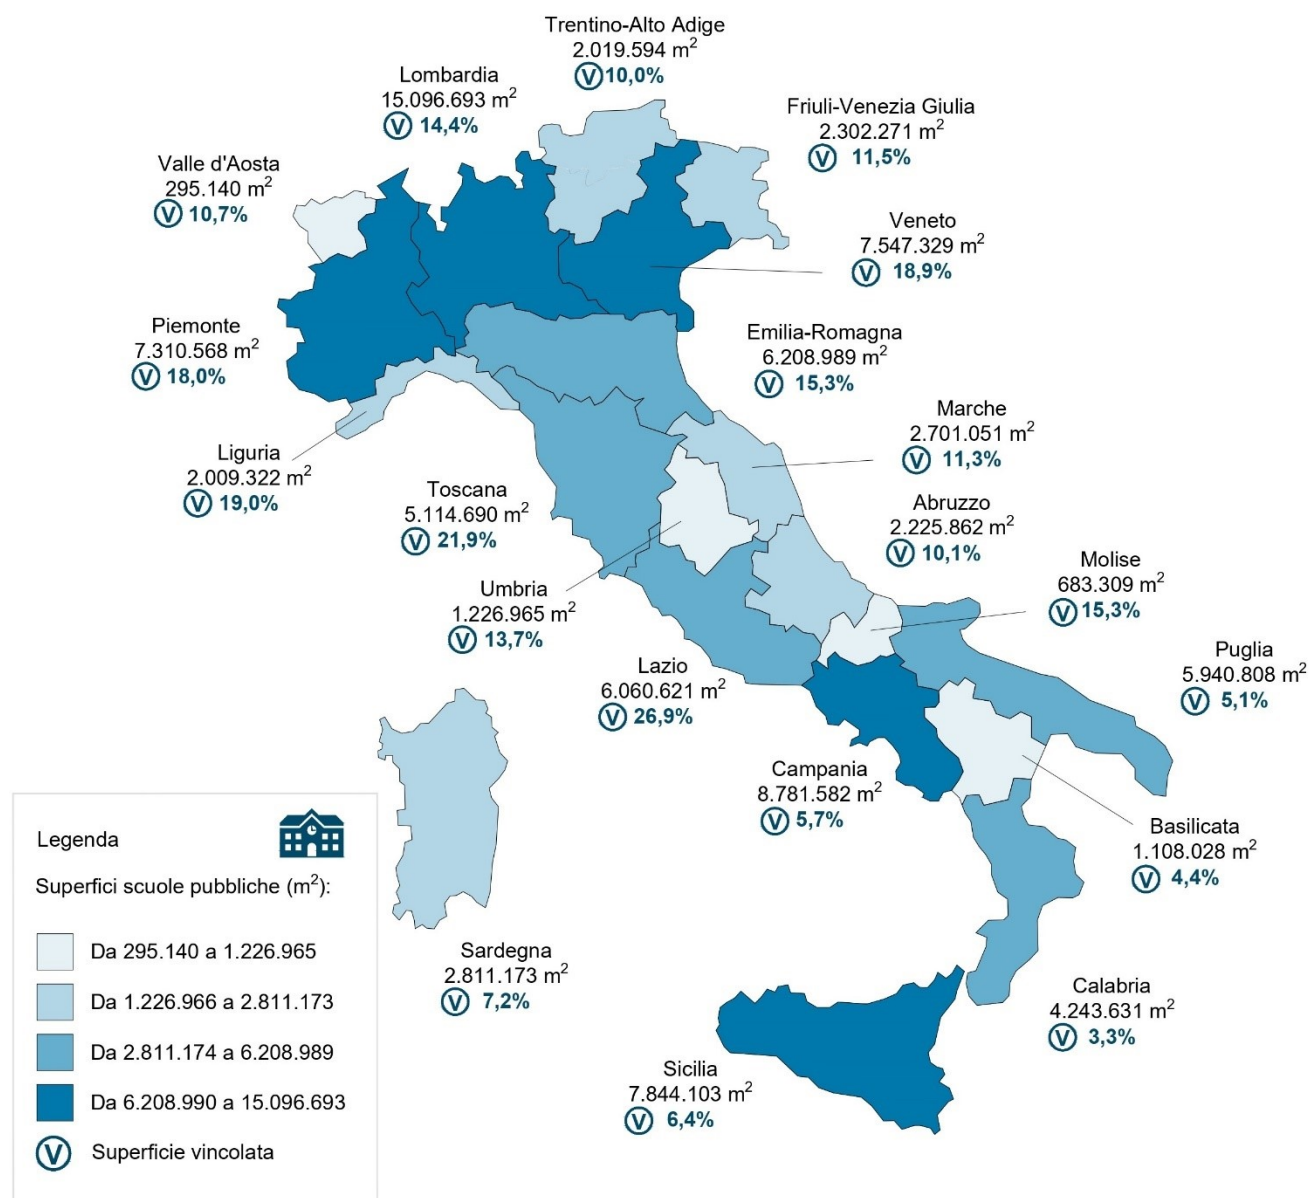 Trentino-Alto Adige
2.019.594 m²
V 10,0%
Lombardia
15.096.693 m²
V 14,4%
Friuli-Venezia Giulia
2.302.271 m²
V 11,5%
Valle d'Aosta
295.140 m²
V 10,7%
Veneto
7.547.329 m²
V 18,9%
Piemonte
7.310.568 m²
V 18,0%
Emilia-Romagna
6.208.989 m²
V 15,3%
Marche
2.701.051 m²
V 11,3%
Liguria
2.009.322 m²
V 19,0%
Toscana
5.114.690 m²
V 21,9%
Abruzzo
2.225.862 m²
V 10,1%
Molise
683.309 m²
V 15,3%
Umbria
1.226.965 m²
V 13,7%
Puglia
5.940.808 m²
V 5,1%
Lazio
6.060.621 m²
V 26,9%
Campania
8.781.582 m²
V 5,7%
Basilicata
1.108.028 m²
V 4,4%
Sardegna
2.811.173 m²
V 7,2%
Calabria
4.243.631 m²
V 3,3%
Sicilia
7.844.103 m²
V 6,4%
Legenda
Superfici scuole pubbliche (m²):
Da 295.140 a 1.226.965
Da 1.226.966 a 2.811.173
Da 2.811.174 a 6.208.989
Da 6.208.990 a 15.096.693
V Superficie vincolata